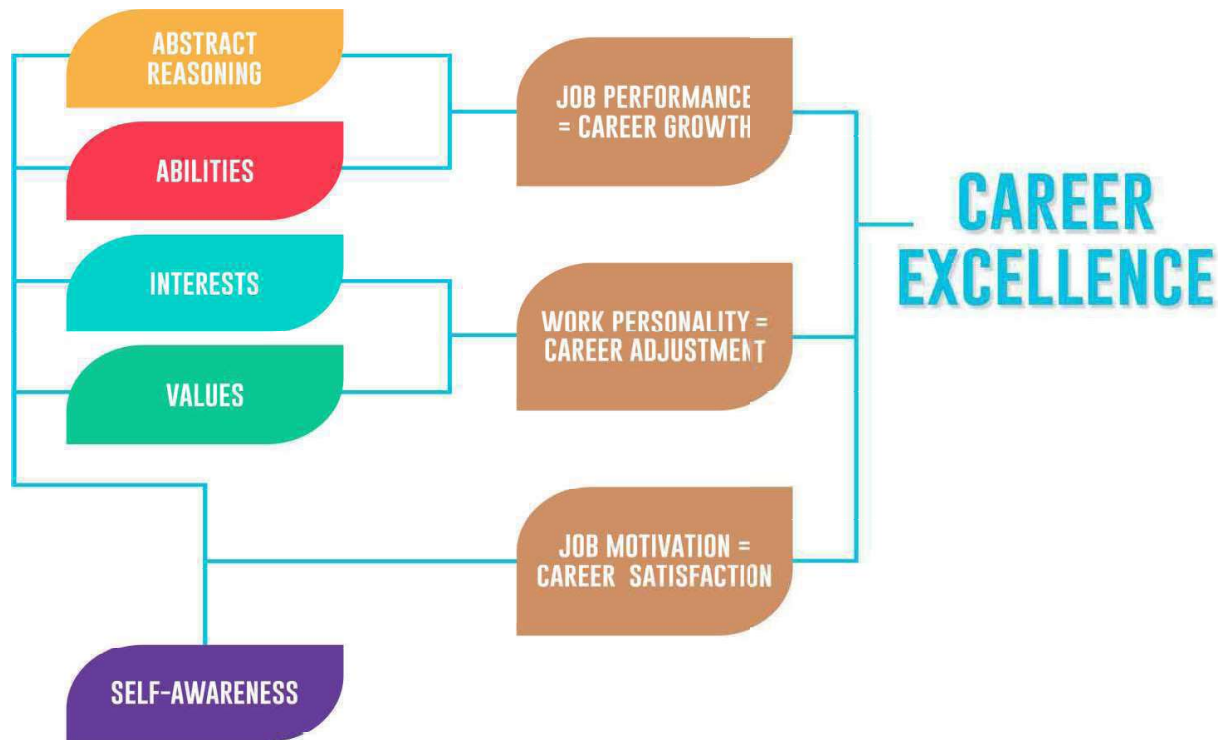 ABSTRACT
REASONING
ABILITIES
INTERESTS
VALUES
SELF-AWARENESS
JOB PERFORMANCE
= CAREER GROWTH
WORK PERSONALITY =
CAREER ADJUSTMENT
JOB MOTIVATION =
CAREER SATISFACTION
CAREER
EXCELLENCE